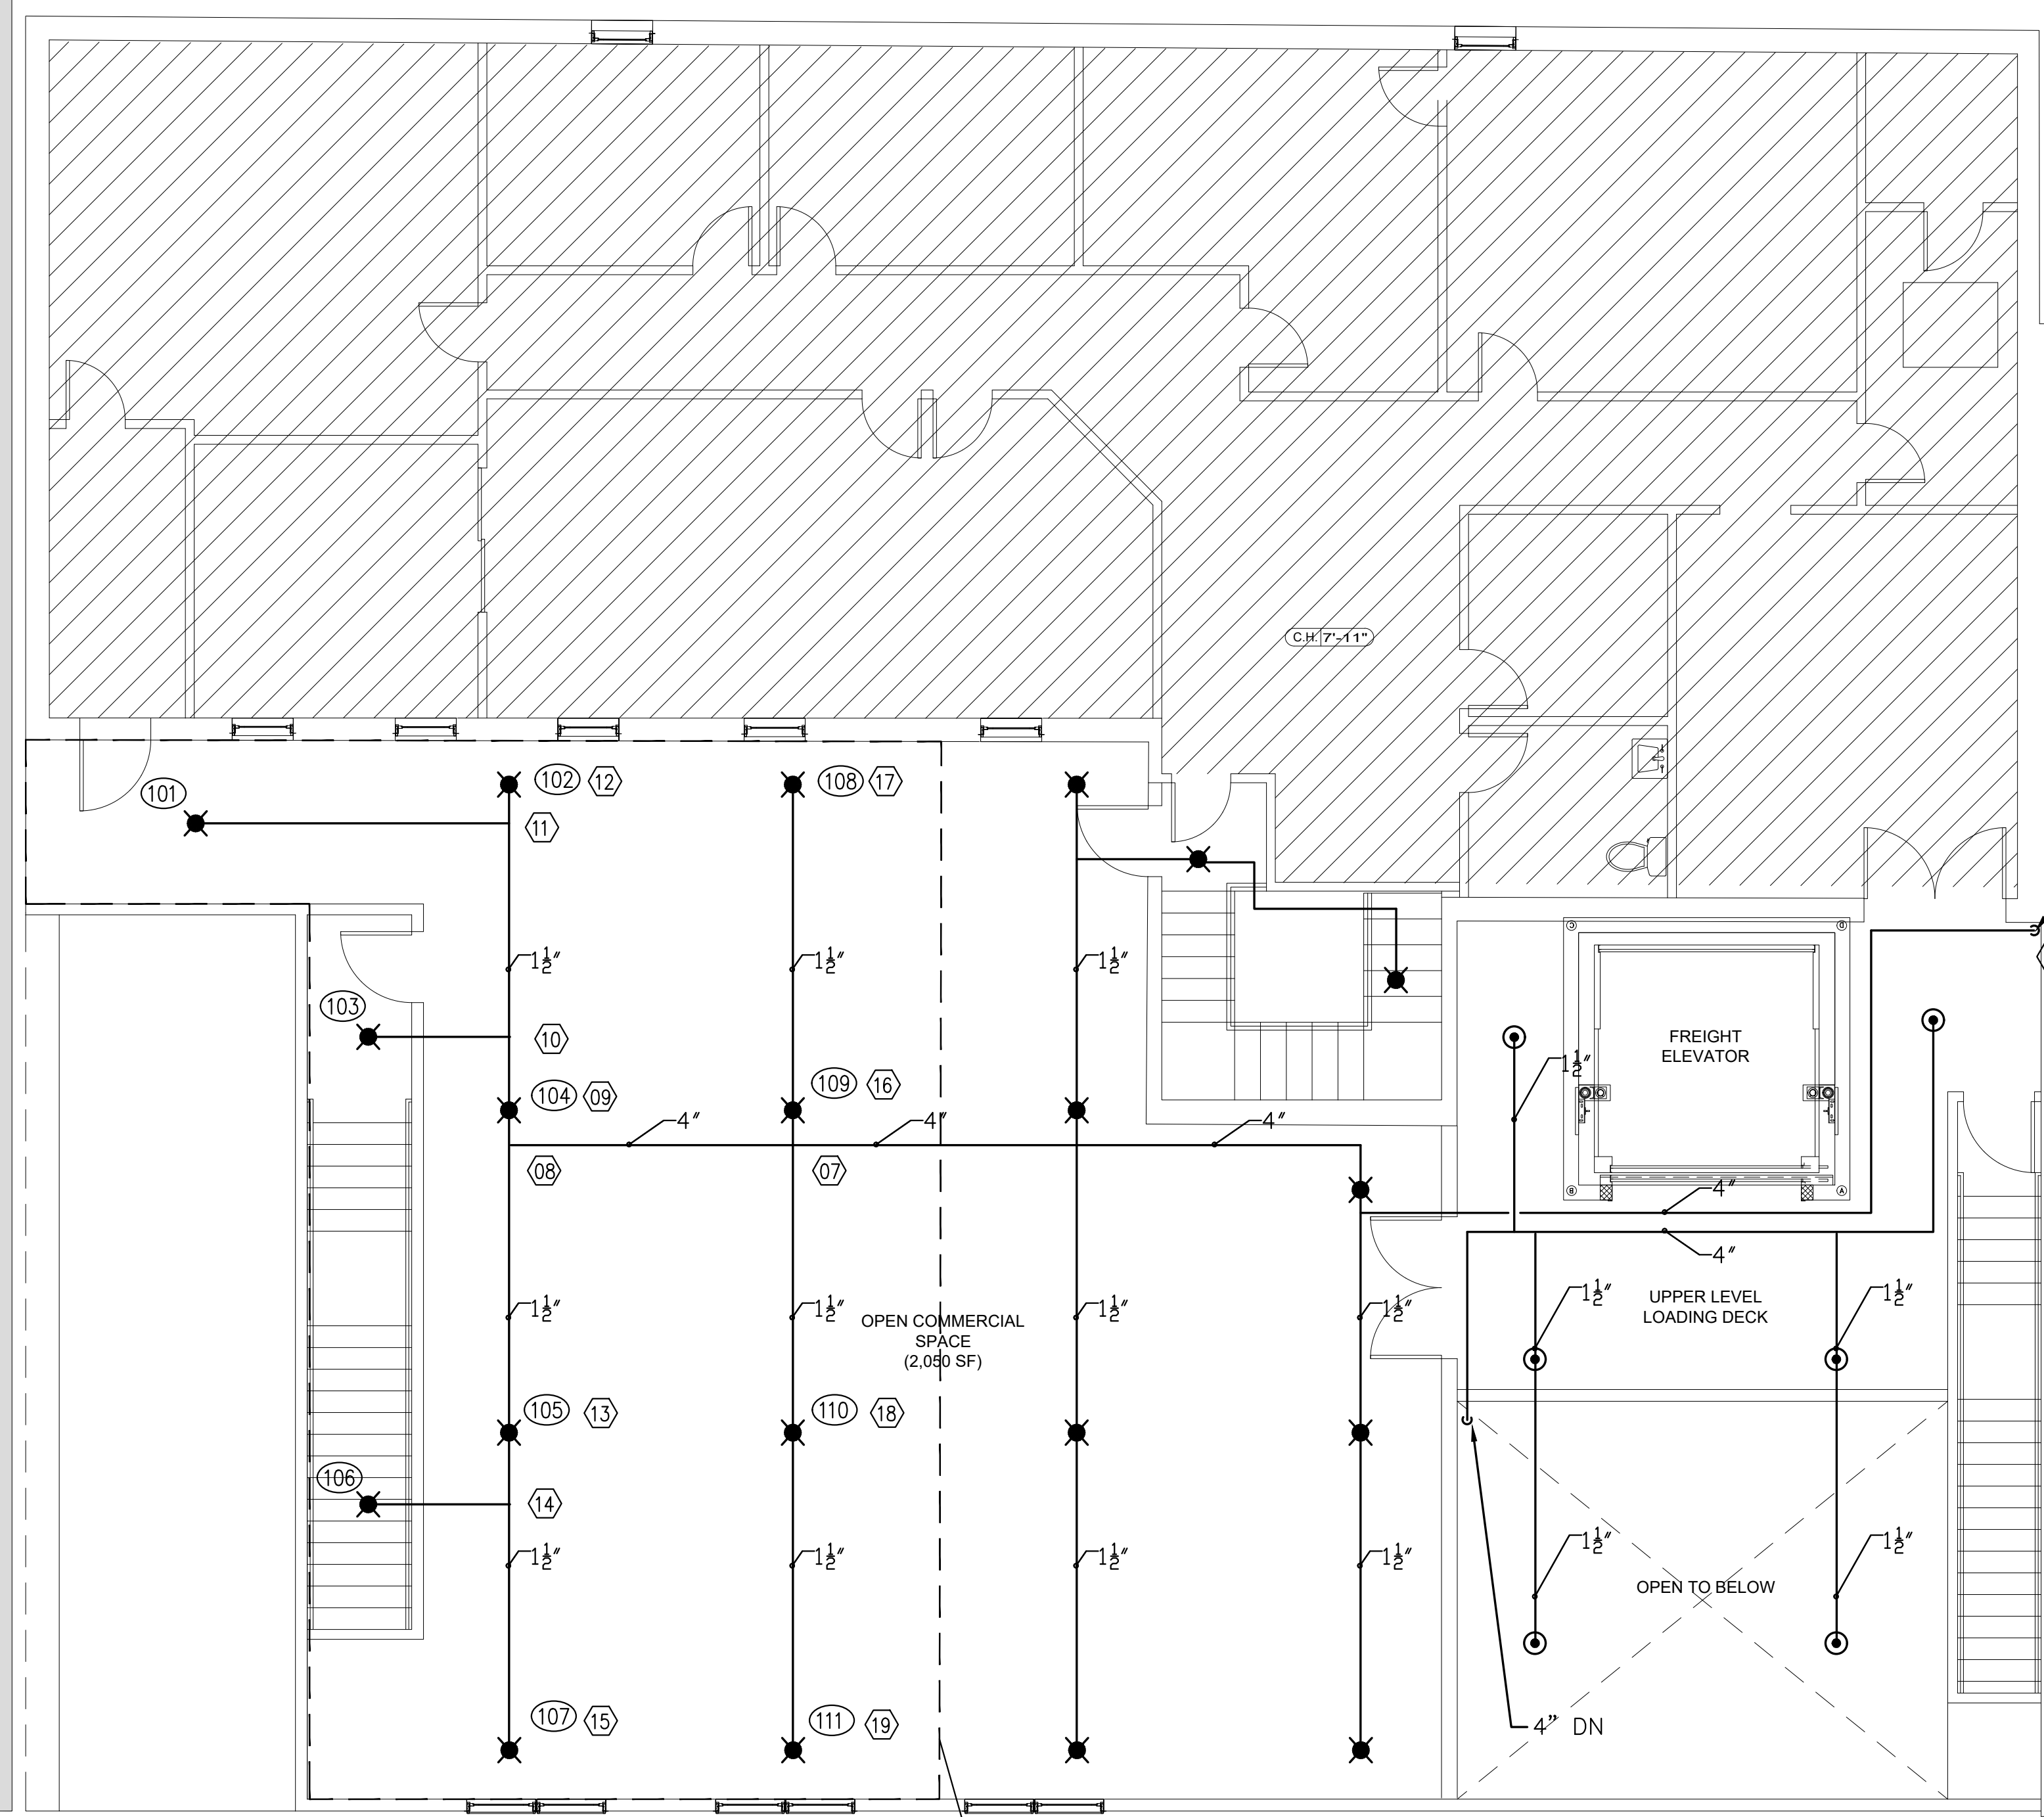 C.H. 7'-11"
101
102 12
108 17
11
1½"
1½"
1½"
103
10
FREIGHT
ELEVATOR
1½"
C
D
B
A
104 09
109 16
4"
4"
4"
08
07
4"
4"
1½"
1½"
1½"
1½"
1½"
1½"
OPEN COMMERCIAL
SPACE
(2,050 SF)
UPPER LEVEL
LOADING DECK
105 13
110 18
106
14
1½"
1½"
1½"
1½"
1½"
1½"
OPEN TO BELOW
107 15
111 19
4" DN